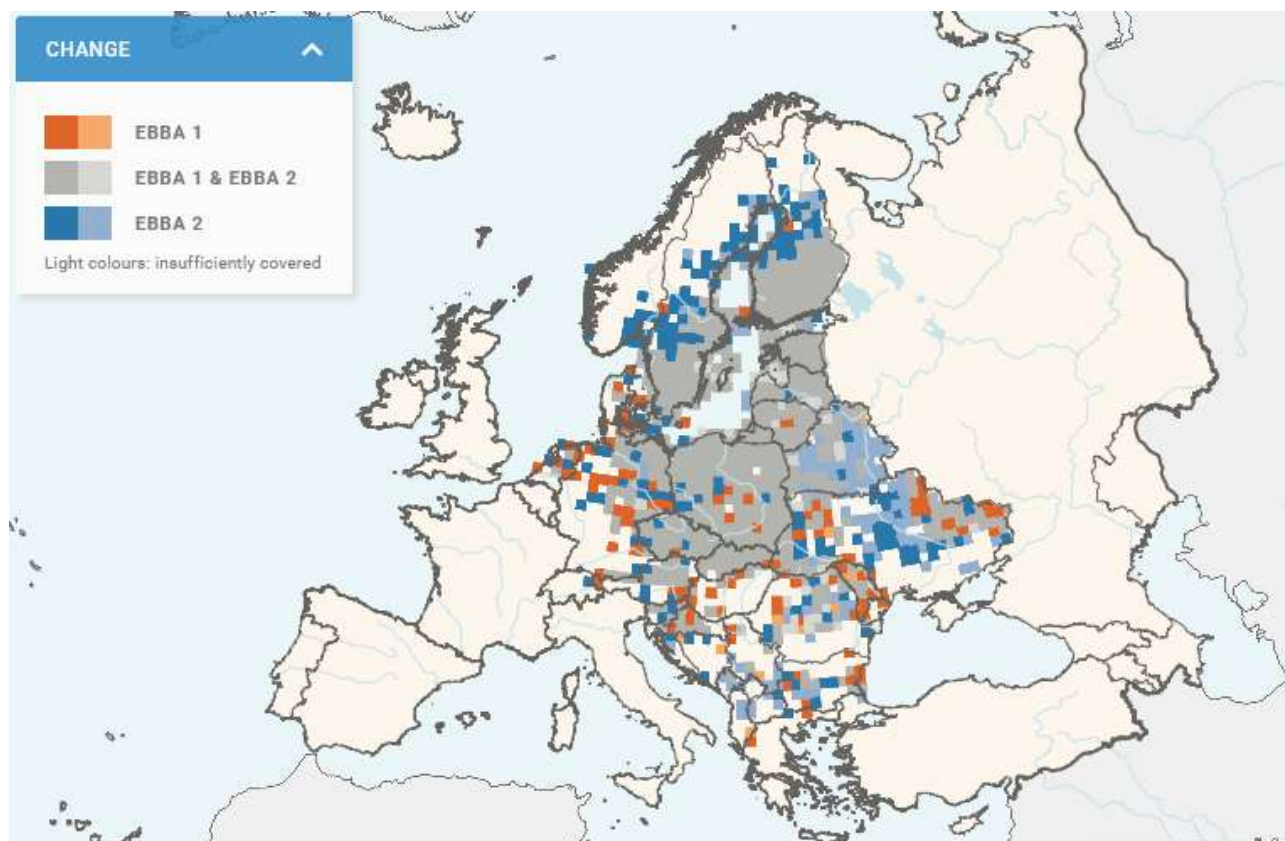 CHANGE
EBBA 1
EBBA 1 & EBBA 2
EBBA 2
Light colours: insufficiently covered